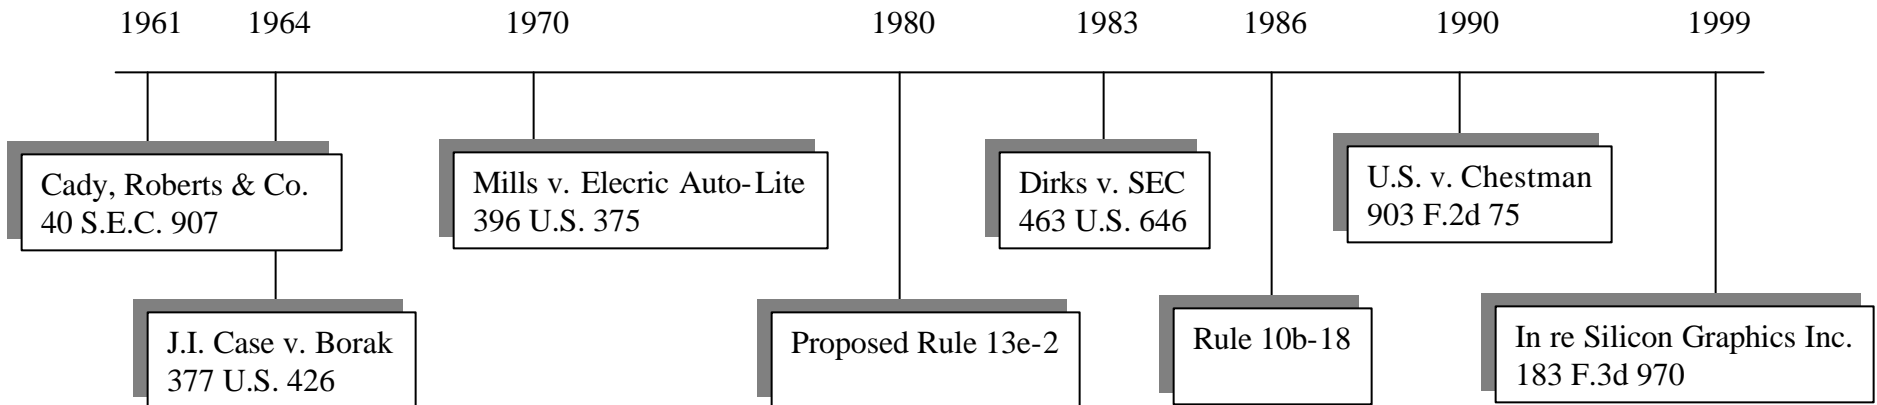 1961 1964 1970 1980 1983 1986 1990 1999
Cady, Roberts & Co.
40 S.E.C. 907
Mills v. Elecric Auto-Lite
396 U.S. 375
Dirks v. SEC
463 U.S. 646
U.S. v. Chestman
903 F.2d 75
J.I. Case v. Borak
377 U.S. 426
Proposed Rule 13e-2
Rule 10b-18
In re Silicon Graphics Inc.
183 F.3d 970